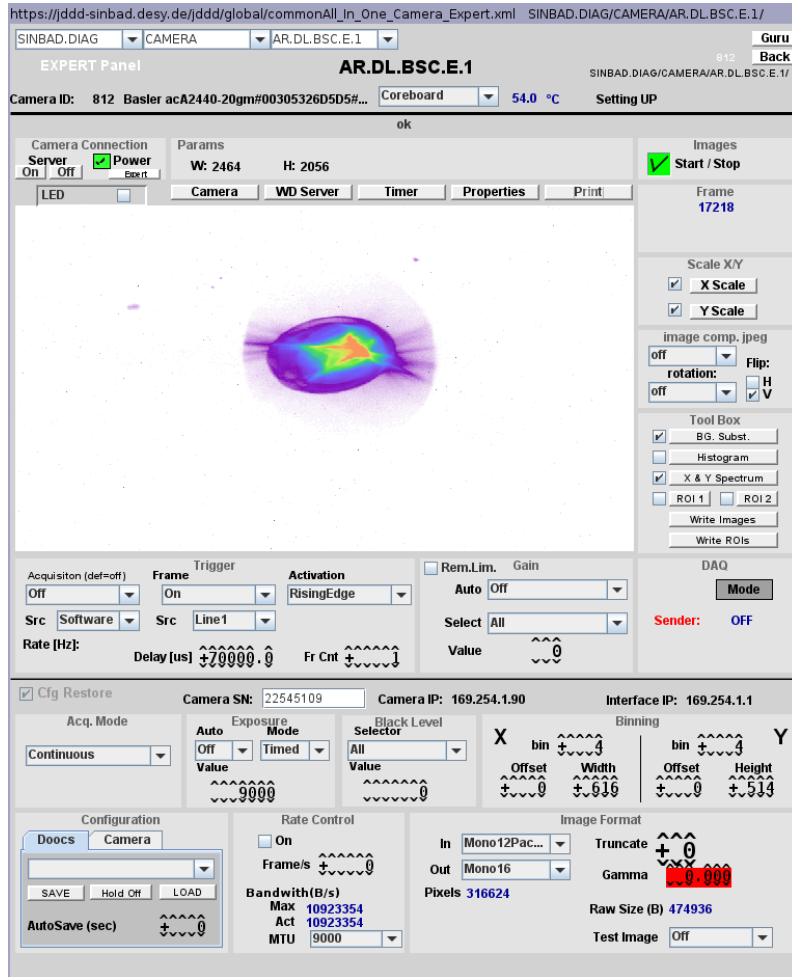 https://jddd-sinbad.desy.de/jddd/global/commonAll_In_One_Camera_Expert.xml SINBAD.DIAG/CAMERA/AR.DL.BSC.E.1/
SINBAD.DIAG CAMERA AR.DL.BSC.E.1 Guru
EXPERT Panel AR.DL.BSC.E.1 812 Back
SINBAD.DIAG/CAMERA/AR.DL.BSC.E.1/
Camera ID: 812 Basler acA2440-20gm#00305326D5D5#... Coreboard 54.0 °C Setting UP
ok
Camera Connection Params Images
Server Power W: 2464 H: 2056 Start / Stop
On Off Expert
LED Camera WD Server Timer Properties Print Frame
17218
Scale X/Y
X Scale
Y Scale
image comp. jpeg
off Flip:
rotation: H
off V
Tool Box
BG. Subst.
Histogram
X & Y Spectrum
ROI 1 ROI 2
Write Images
Write ROIs
Trigger Rem.Lim. Gain DAQ
Acquisiton (def=off) Frame Activation
Off On RisingEdge Auto Off Mode
Src Software Src Line1 Select All Sender: OFF
Rate [Hz]: Delay [us] +70000.0 Fr Cnt + 1 Value 0
Cfg Restore Camera SN: 22545109 Camera IP: 169.254.1.90 Interface IP: 169.254.1.1
Acq. Mode Exposure Black Level Binning
Auto Mode Selector
Continuous Off Timed All X bin + 4 bin + 4 Y
Value Value Offset Width Offset Height
9000 0 + 0 + 616 + 0 + 514
Configuration Rate Control Image Format
Doocs Camera On In Mono12Pac... Truncate + 0
Frame/s + 0 Out Mono16 Gamma 0.000
SAVE Hold Off LOAD Bandwith(B/s) Pixels 316624
Max 10923354 Raw Size (B) 474936
AutoSave (sec) + 0 Act 10923354
MTU 9000 Test Image Off